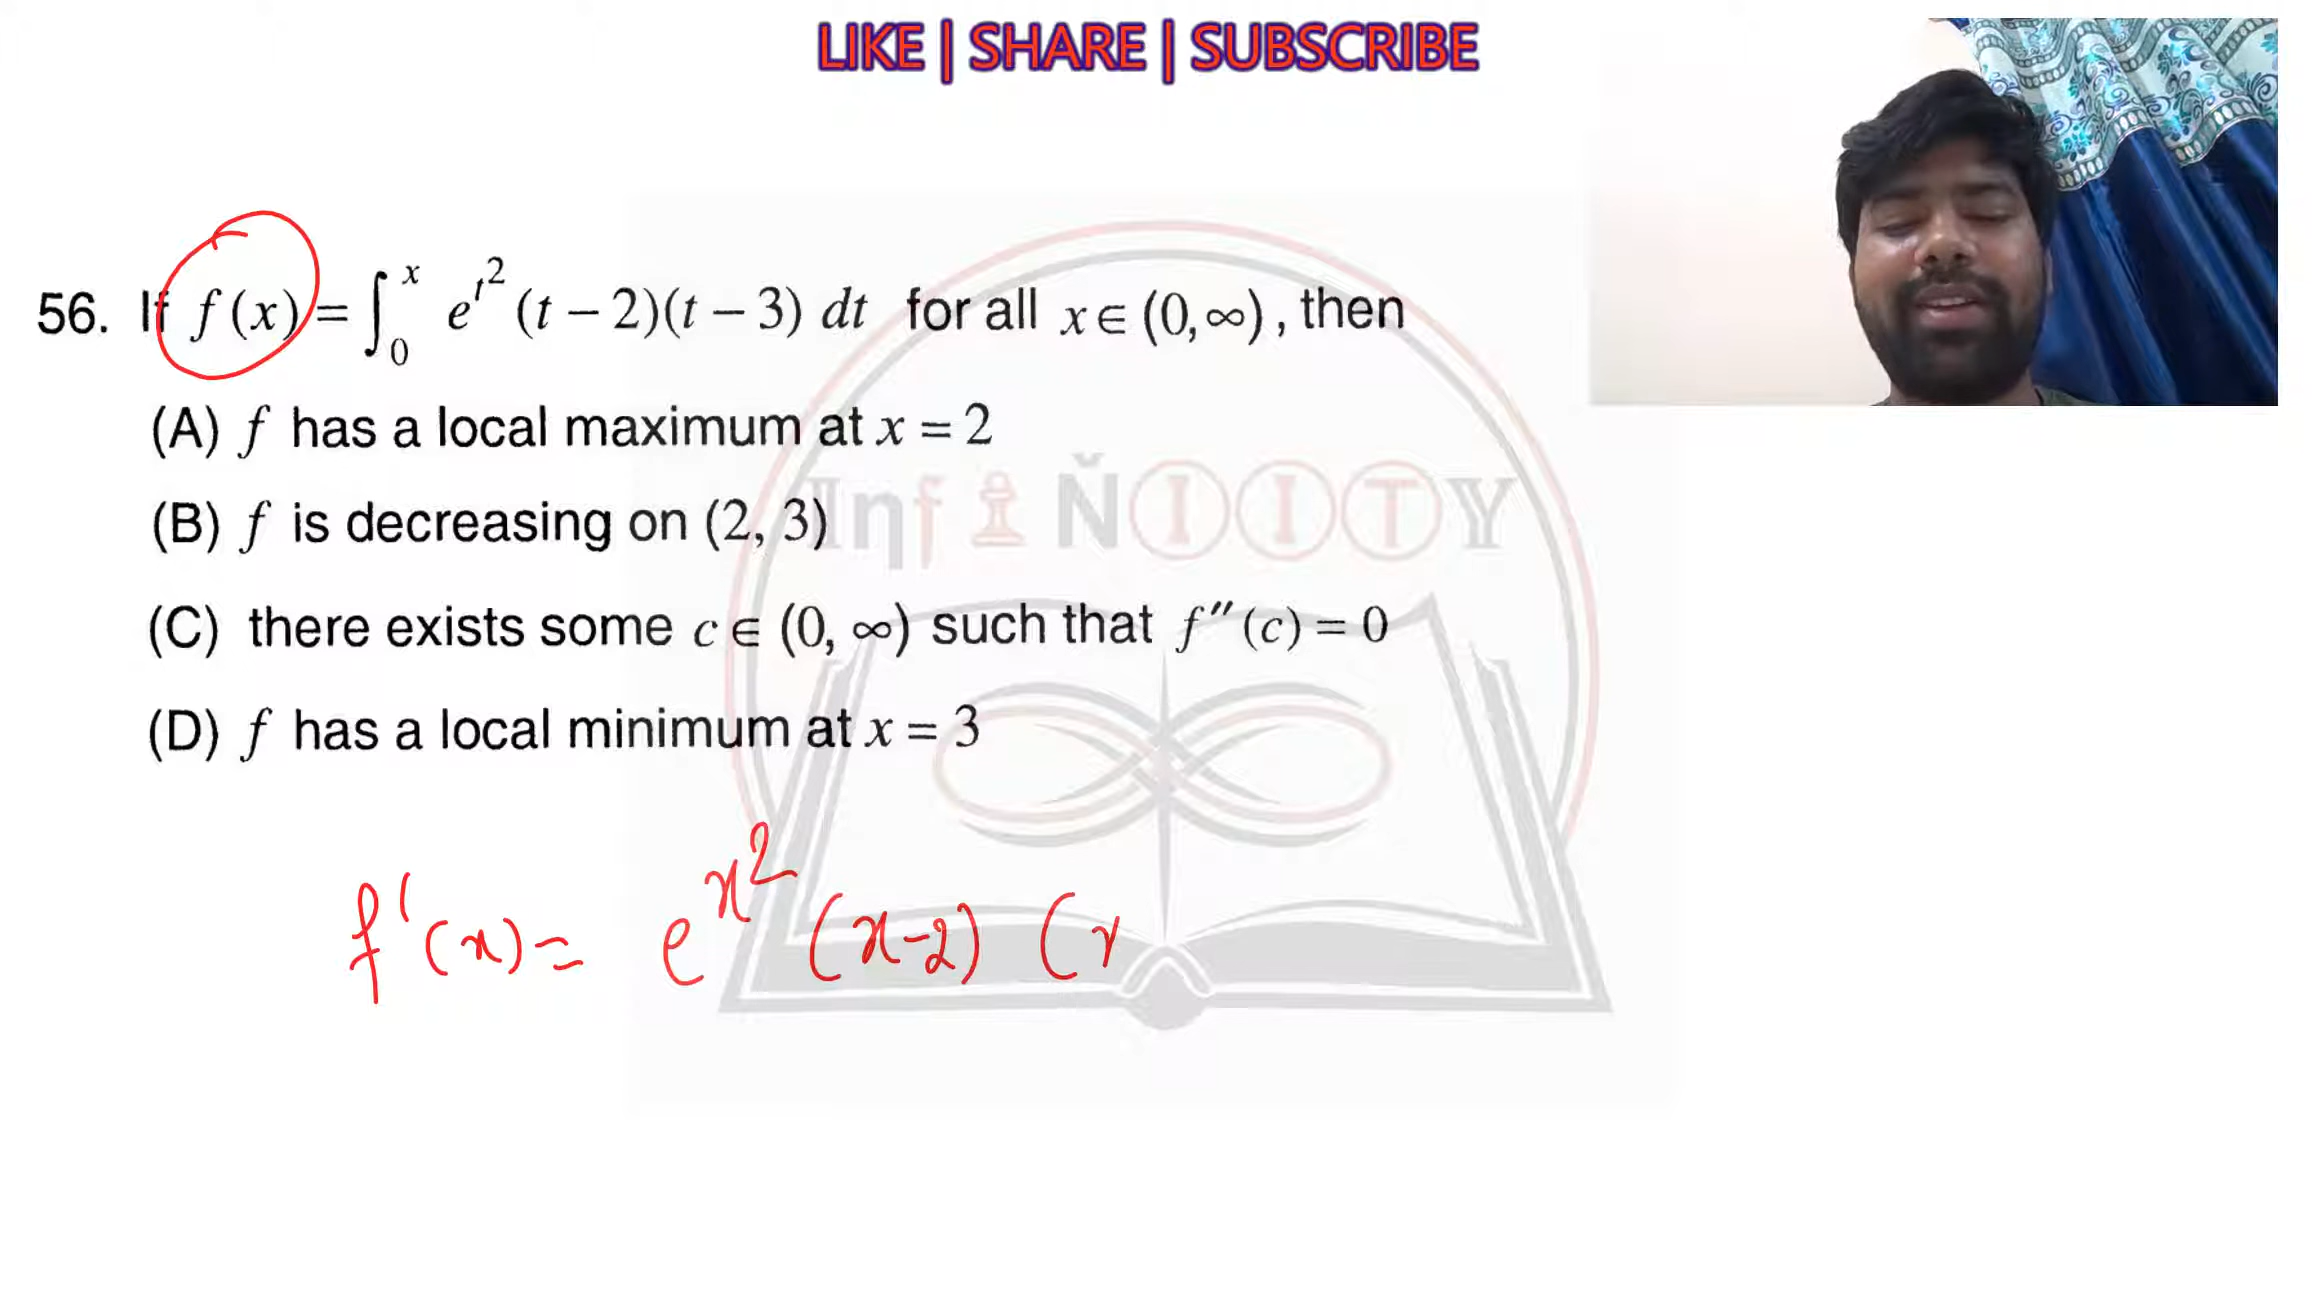 LIKE | SHARE | SUBSCRIBE
56. If f(x) = ∫₀ˣ e^{t²} (t – 2)(t – 3) dt for all x ∈ (0, ∞), then
(A) f has a local maximum at x = 2
(B) f is decreasing on (2, 3)
(C) there exists some c ∈ (0, ∞) such that f″(c) = 0
(D) f has a local minimum at x = 3
InfiŇIITY
f'(x) = e^{x²} (x-2) (x